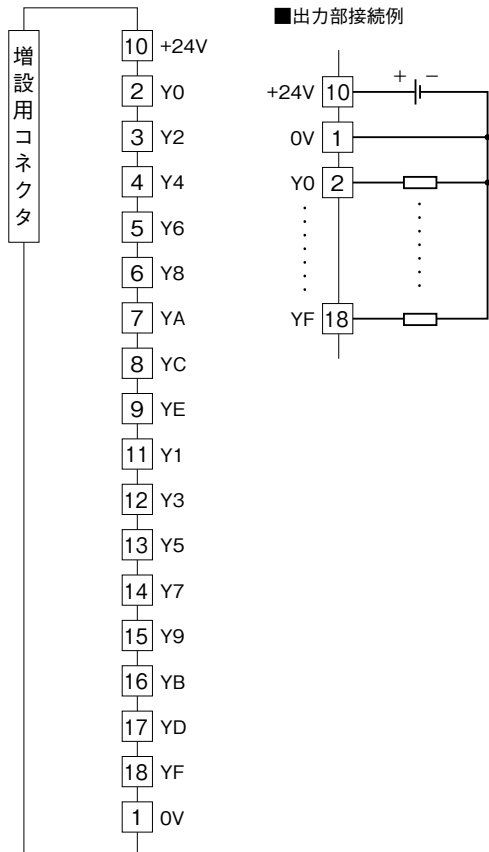 増設用コネクタ
10 +24V
2 Y0
3 Y2
4 Y4
5 Y6
6 Y8
7 YA
8 YC
9 YE
11 Y1
12 Y3
13 Y5
14 Y7
15 Y9
16 YB
17 YD
18 YF
1 0V
■出力部接続例
+24V 10 + −
0V 1
Y0 2
YF 18